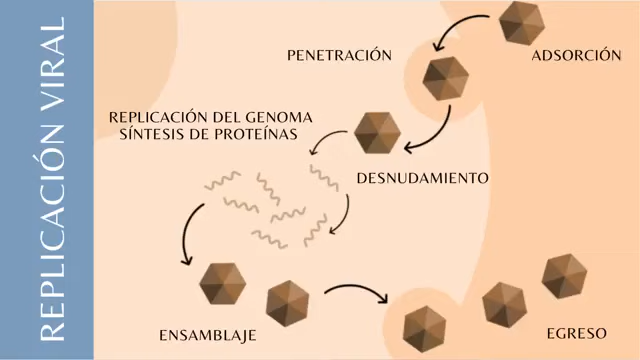 REPLICACIÓN VIRAL
ADSORCIÓN
PENETRACIÓN
DESNUDAMIENTO
REPLICACIÓN DEL GENOMA
SÍNTESIS DE PROTEÍNAS
ENSAMBLAJE
EGRESO